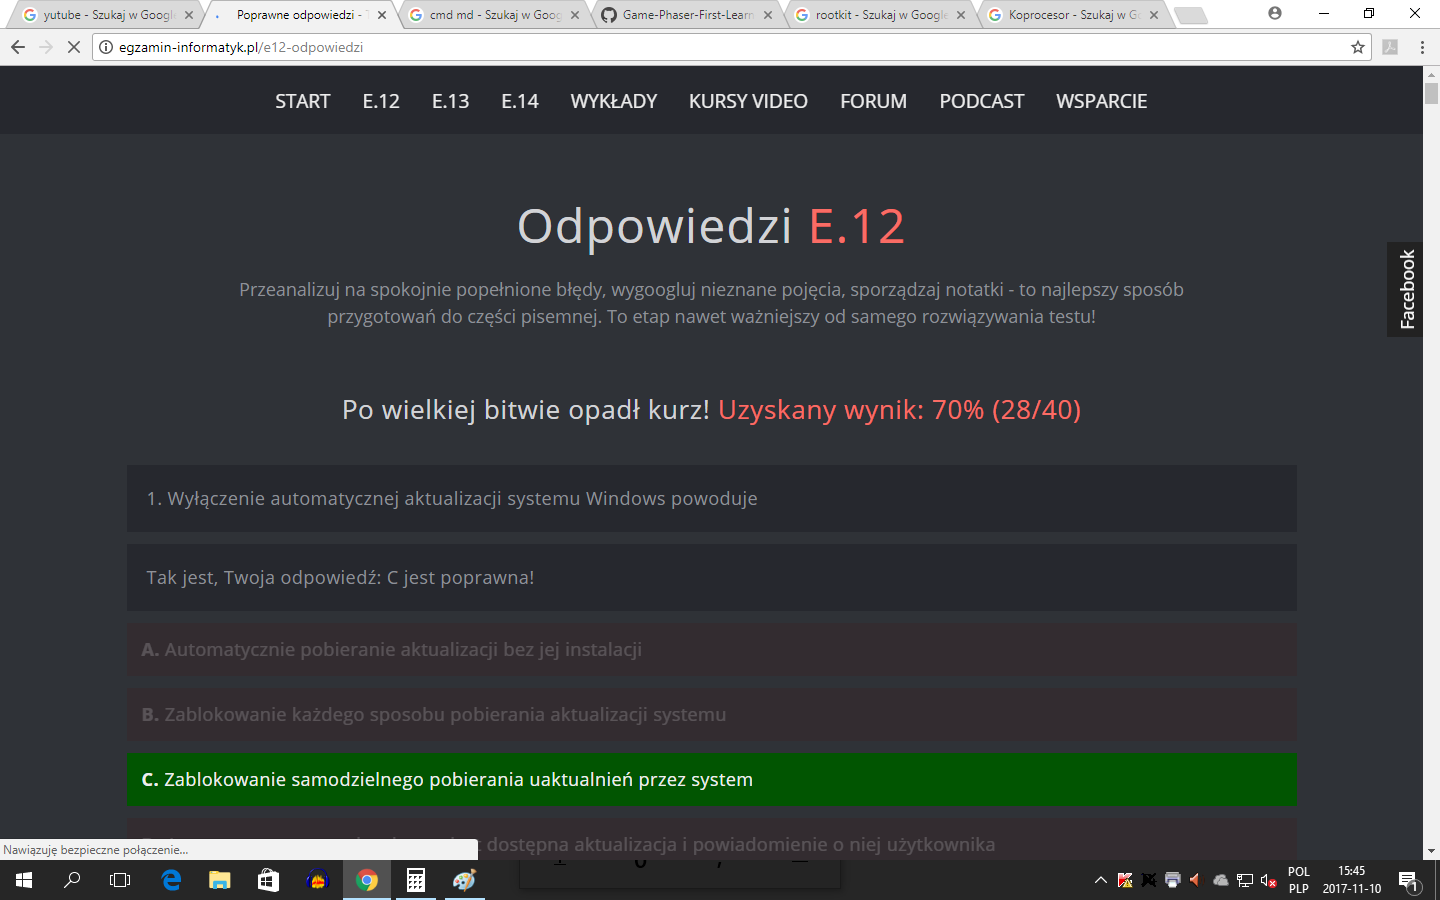 yutube - Szukaj w Google
Poprawne odpowiedzi - T
cmd md - Szukaj w Goog
Game-Phaser-First-Learn
rootkit - Szukaj w Google
Koprocesor - Szukaj w G
egzamin-informatyk.pl/e12-odpowiedzi
START E.12 E.13 E.14 WYKŁADY KURSY VIDEO FORUM PODCAST WSPARCIE
Odpowiedzi E.12
Przeanalizuj na spokojnie popełnione błędy, wygoogluj nieznane pojęcia, sporządzaj notatki - to najlepszy sposób
przygotowań do części pisemnej. To etap nawet ważniejszy od samego rozwiązywania testu!
Facebook
Po wielkiej bitwie opadł kurz! Uzyskany wynik: 70% (28/40)
1. Wyłączenie automatycznej aktualizacji systemu Windows powoduje
Tak jest, Twoja odpowiedź: C jest poprawna!
A. Automatycznie pobieranie aktualizacji bez jej instalacji
B. Zablokowanie każdego sposobu pobierania aktualizacji systemu
C. Zablokowanie samodzielnego pobierania uaktualnień przez system
dostępna aktualizacja i powiadomienie o niej użytkownika
Nawiązuję bezpieczne połączenie...
POL
PLP
15:45
2017-11-10
1